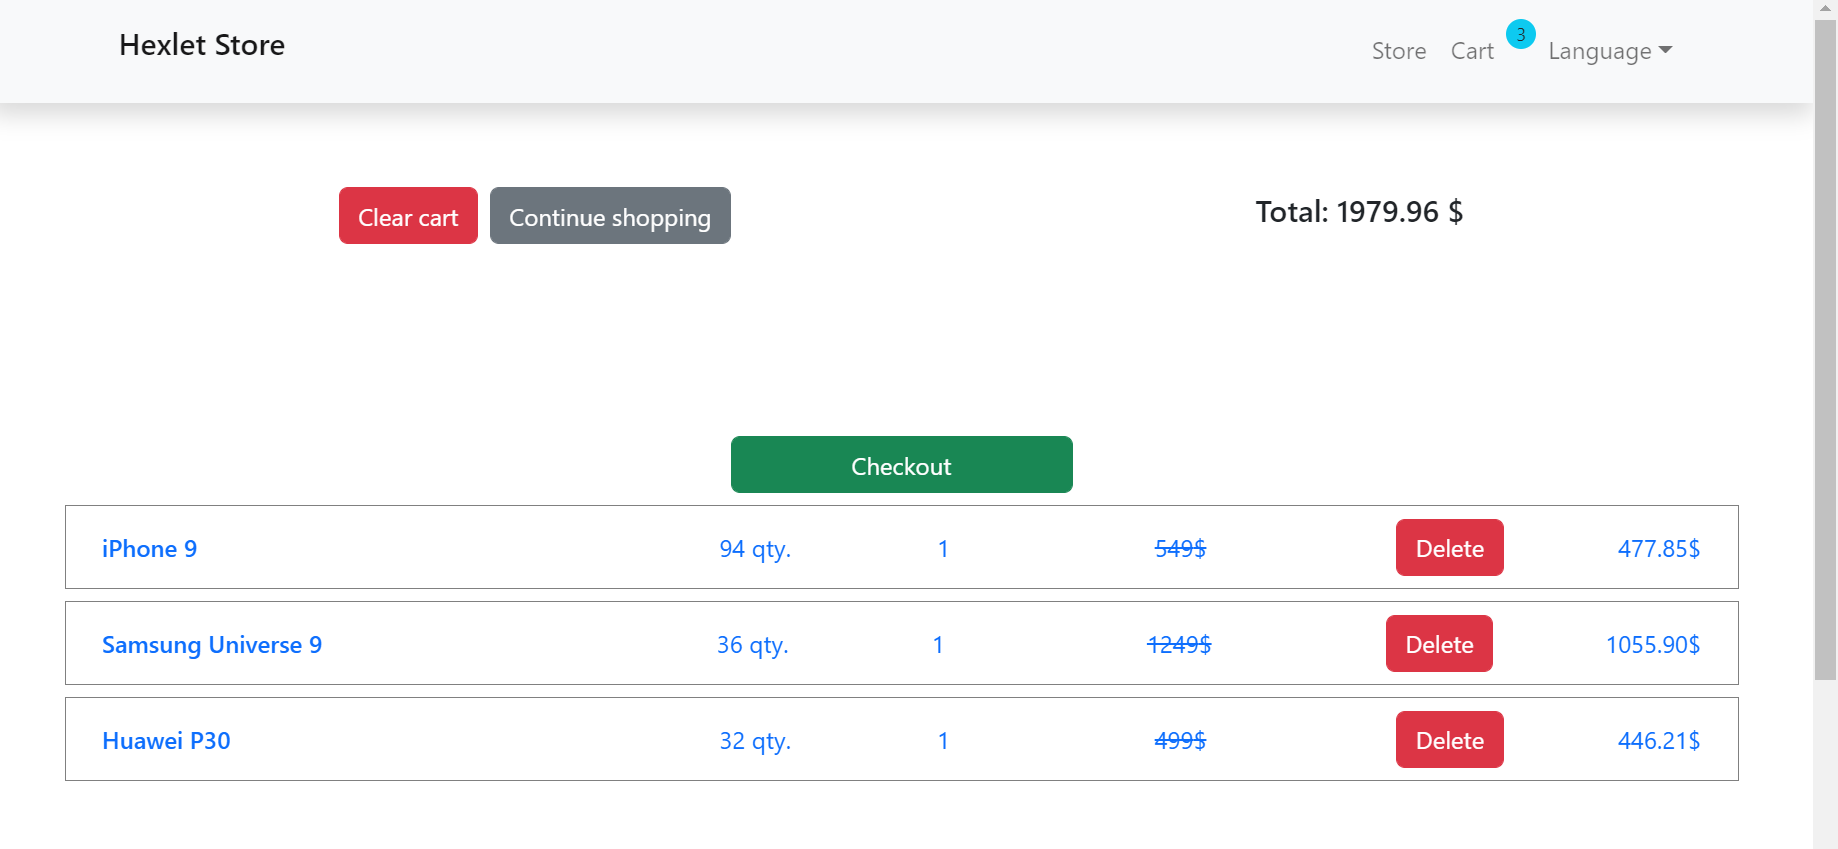 Hexlet Store
Store Cart 3 Language
Clear cart Continue shopping Total: 1979.96 $
Checkout
iPhone 9 94 qty. 1 549$ Delete 477.85$
Samsung Universe 9 36 qty. 1 1249$ Delete 1055.90$
Huawei P30 32 qty. 1 499$ Delete 446.21$